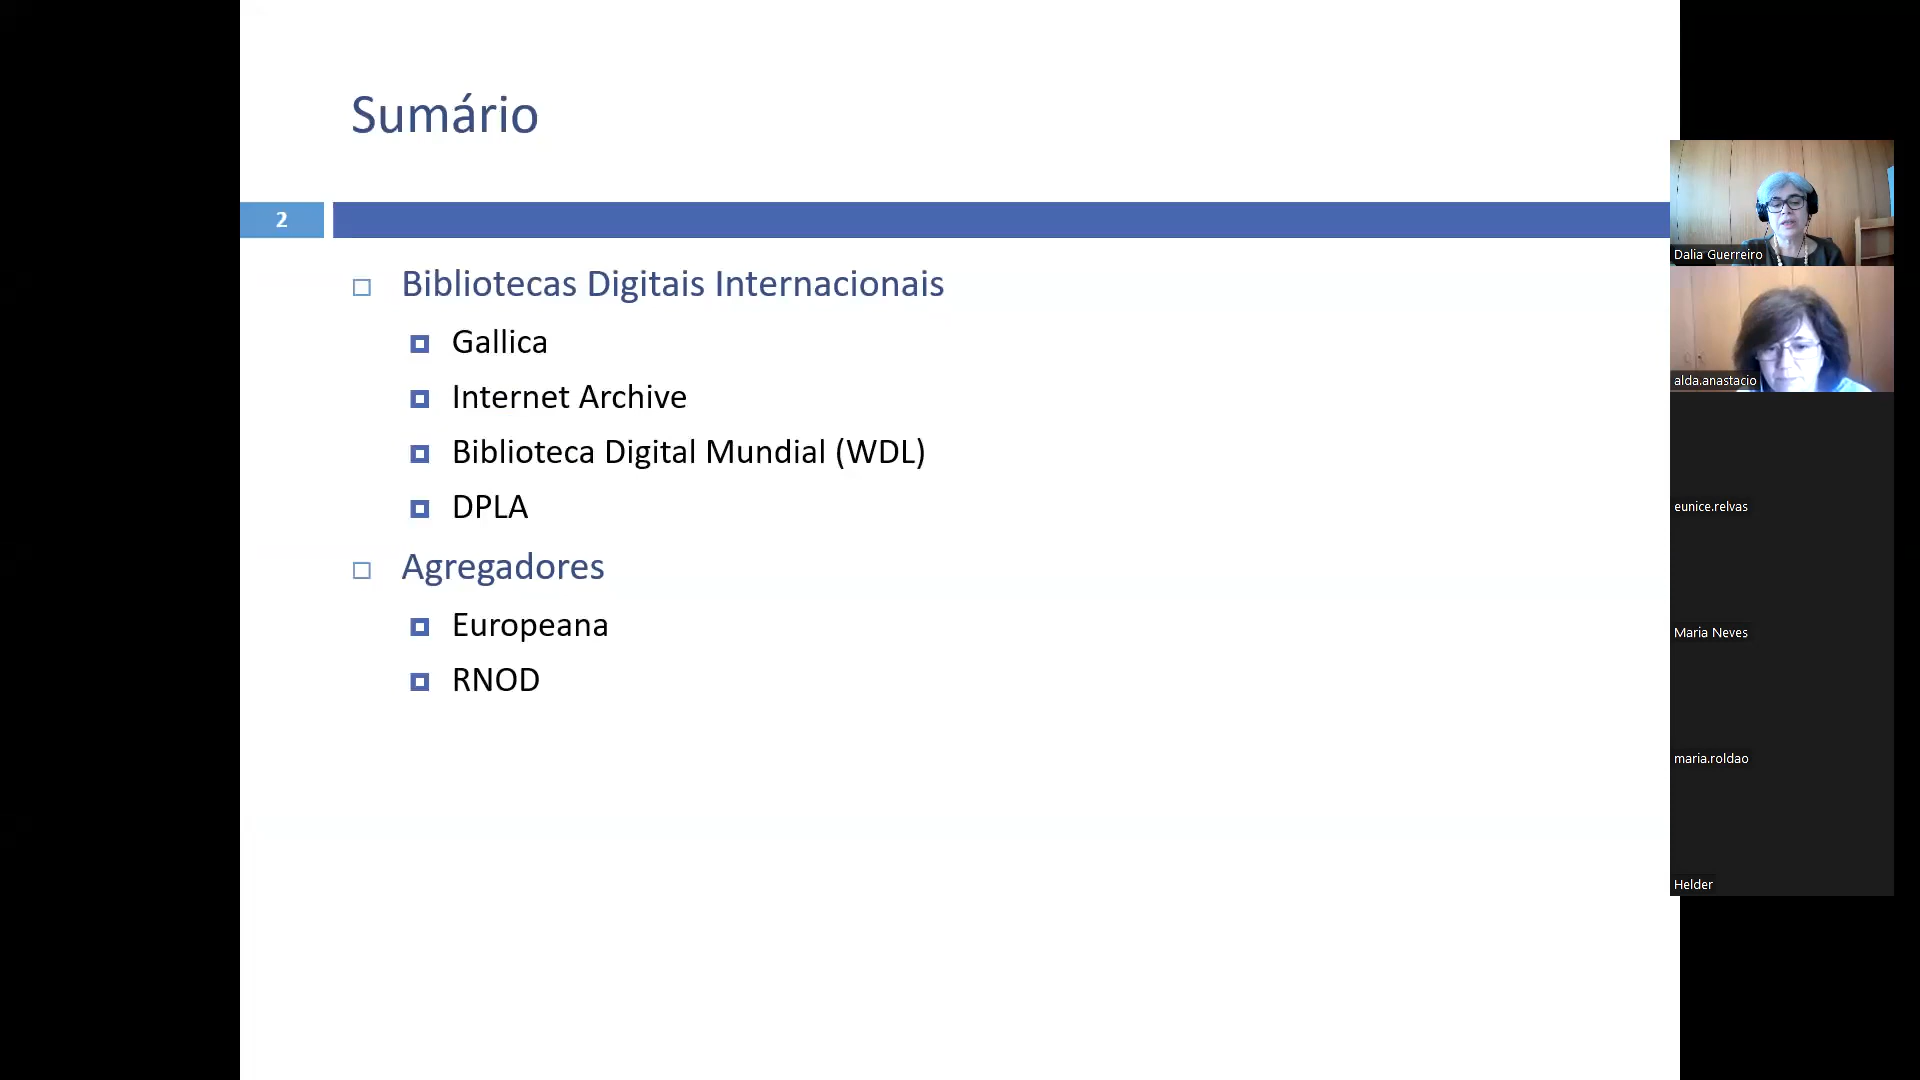 Sumário
2
Bibliotecas Digitais Internacionais
Gallica
Internet Archive
Biblioteca Digital Mundial (WDL)
DPLA
Agregadores
Europeana
RNOD
Dalia Guerreiro
alda.anastacio
eunice.relvas
Maria Neves
maria.roldao
Helder